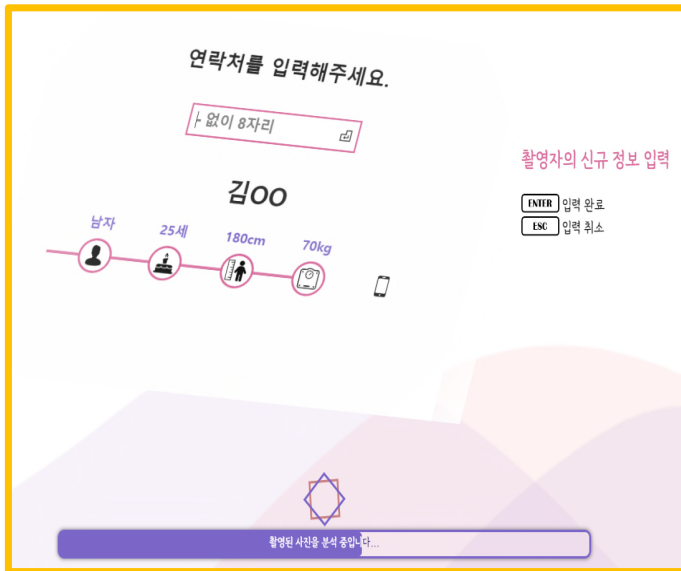 연락처를 입력해주세요.
- 없이 8자리
김OO
남자
25세
180cm
70kg
촬영자의 신규 정보 입력
ENTER 입력 완료
ESC 입력 취소
촬영된 사진을 분석 중입니다...